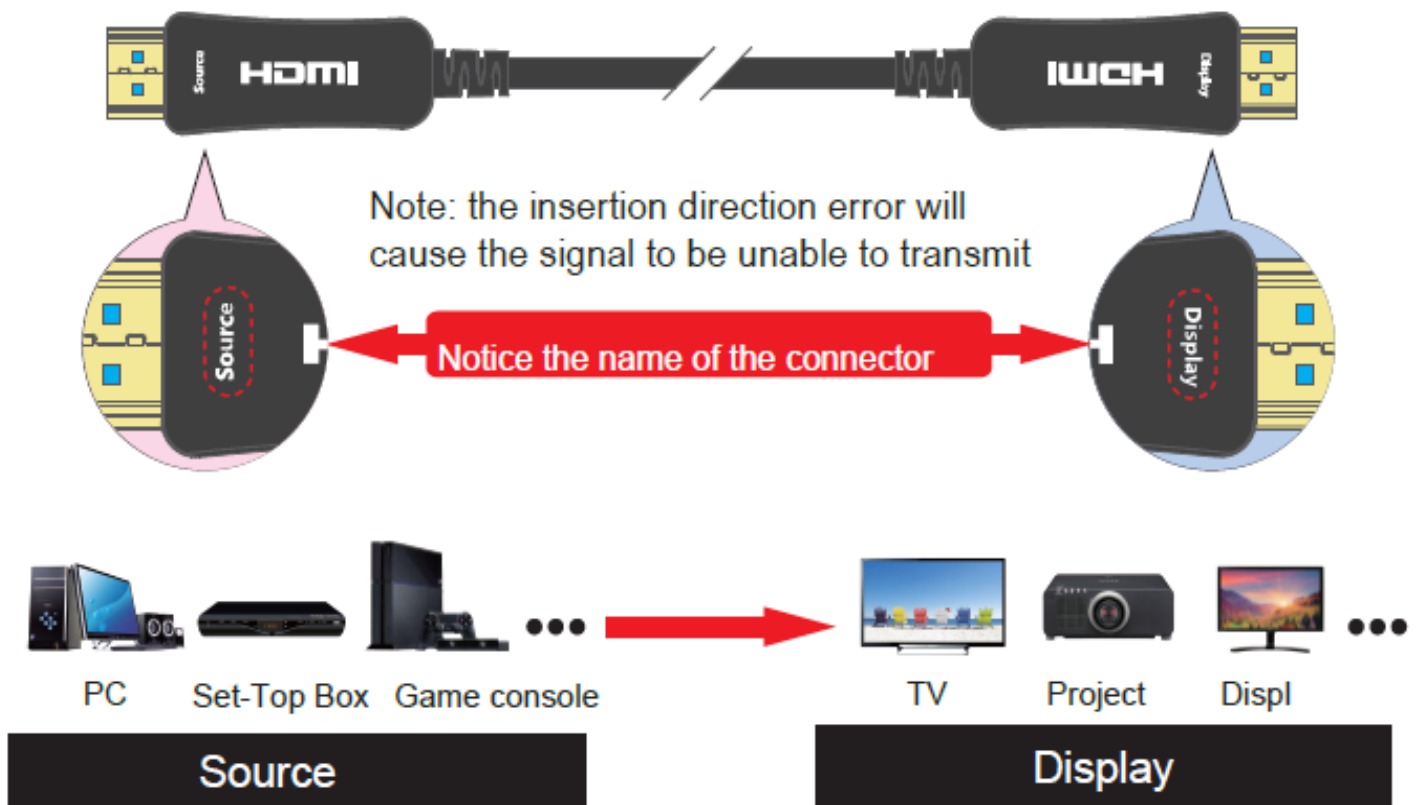 Source
HDMI
HDMI
Display
Note: the insertion direction error will
cause the signal to be unable to transmit
Source
Notice the name of the connector
Display
PC
Set-Top Box
Game console
TV
Project
Displ
Source
Display